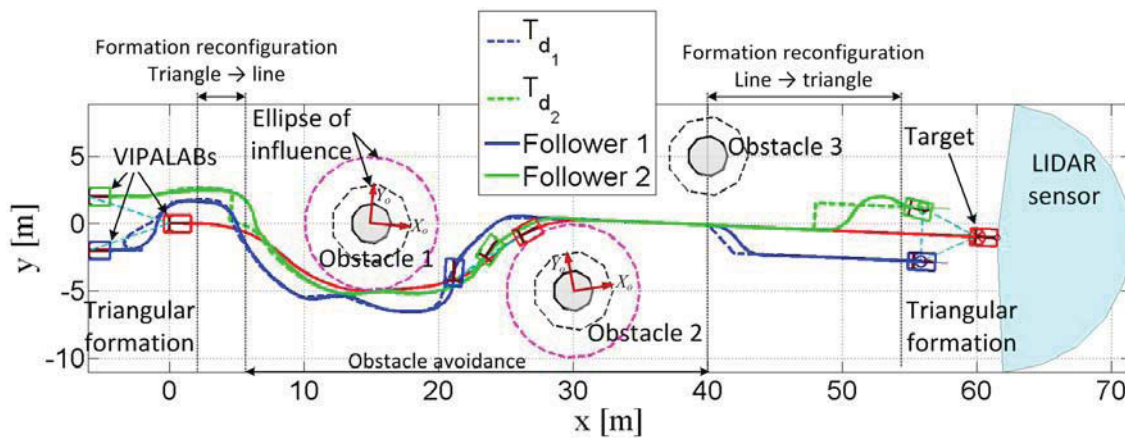 Formation reconfiguration
Triangle → line
T_d_1
T_d_2
Follower 1
Follower 2
Formation reconfiguration
Line → triangle
Ellipse of
influence
VIPALABs
Obstacle 3
Target
LIDAR
sensor
Y_o
X_o
Obstacle 1
Y_o
X_o
Obstacle 2
Triangular
formation
Triangular
formation
Obstacle avoidance
y [m]
5
0
-5
-10
0
10
20
30
40
50
60
70
x [m]